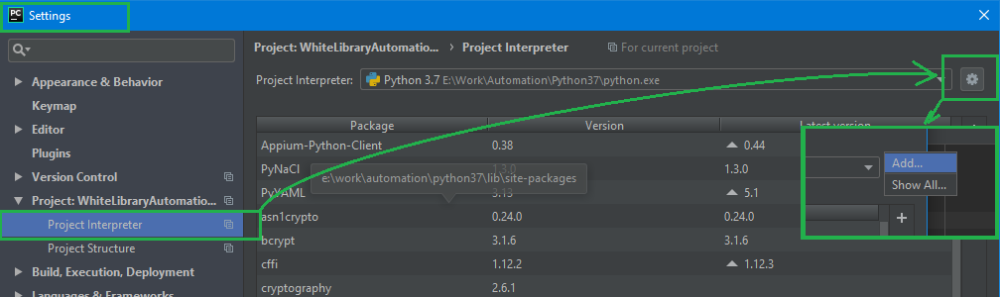 PC Settings
Project: WhiteLibraryAutomatio... › Project Interpreter For current project
Appearance & Behavior
Keymap
Editor
Plugins
Version Control
Project: WhiteLibraryAutomatio...
Project Interpreter
Project Structure
Build, Execution, Deployment
Languages & Frameworks
Project Interpreter: Python 3.7 E:\Work\Automation\Python37\python.exe
Package Version Latest version
Appium-Python-Client 0.38 0.44
PyNaCl 1.3.0 1.3.0
e:\work\automation\python37\lib\site-packages
PyYAML 3.13 5.1
asn1crypto 0.24.0 0.24.0
bcrypt 3.1.6 3.1.6
cffi 1.12.2 1.12.3
cryptography 2.6.1
Add...
Show All...